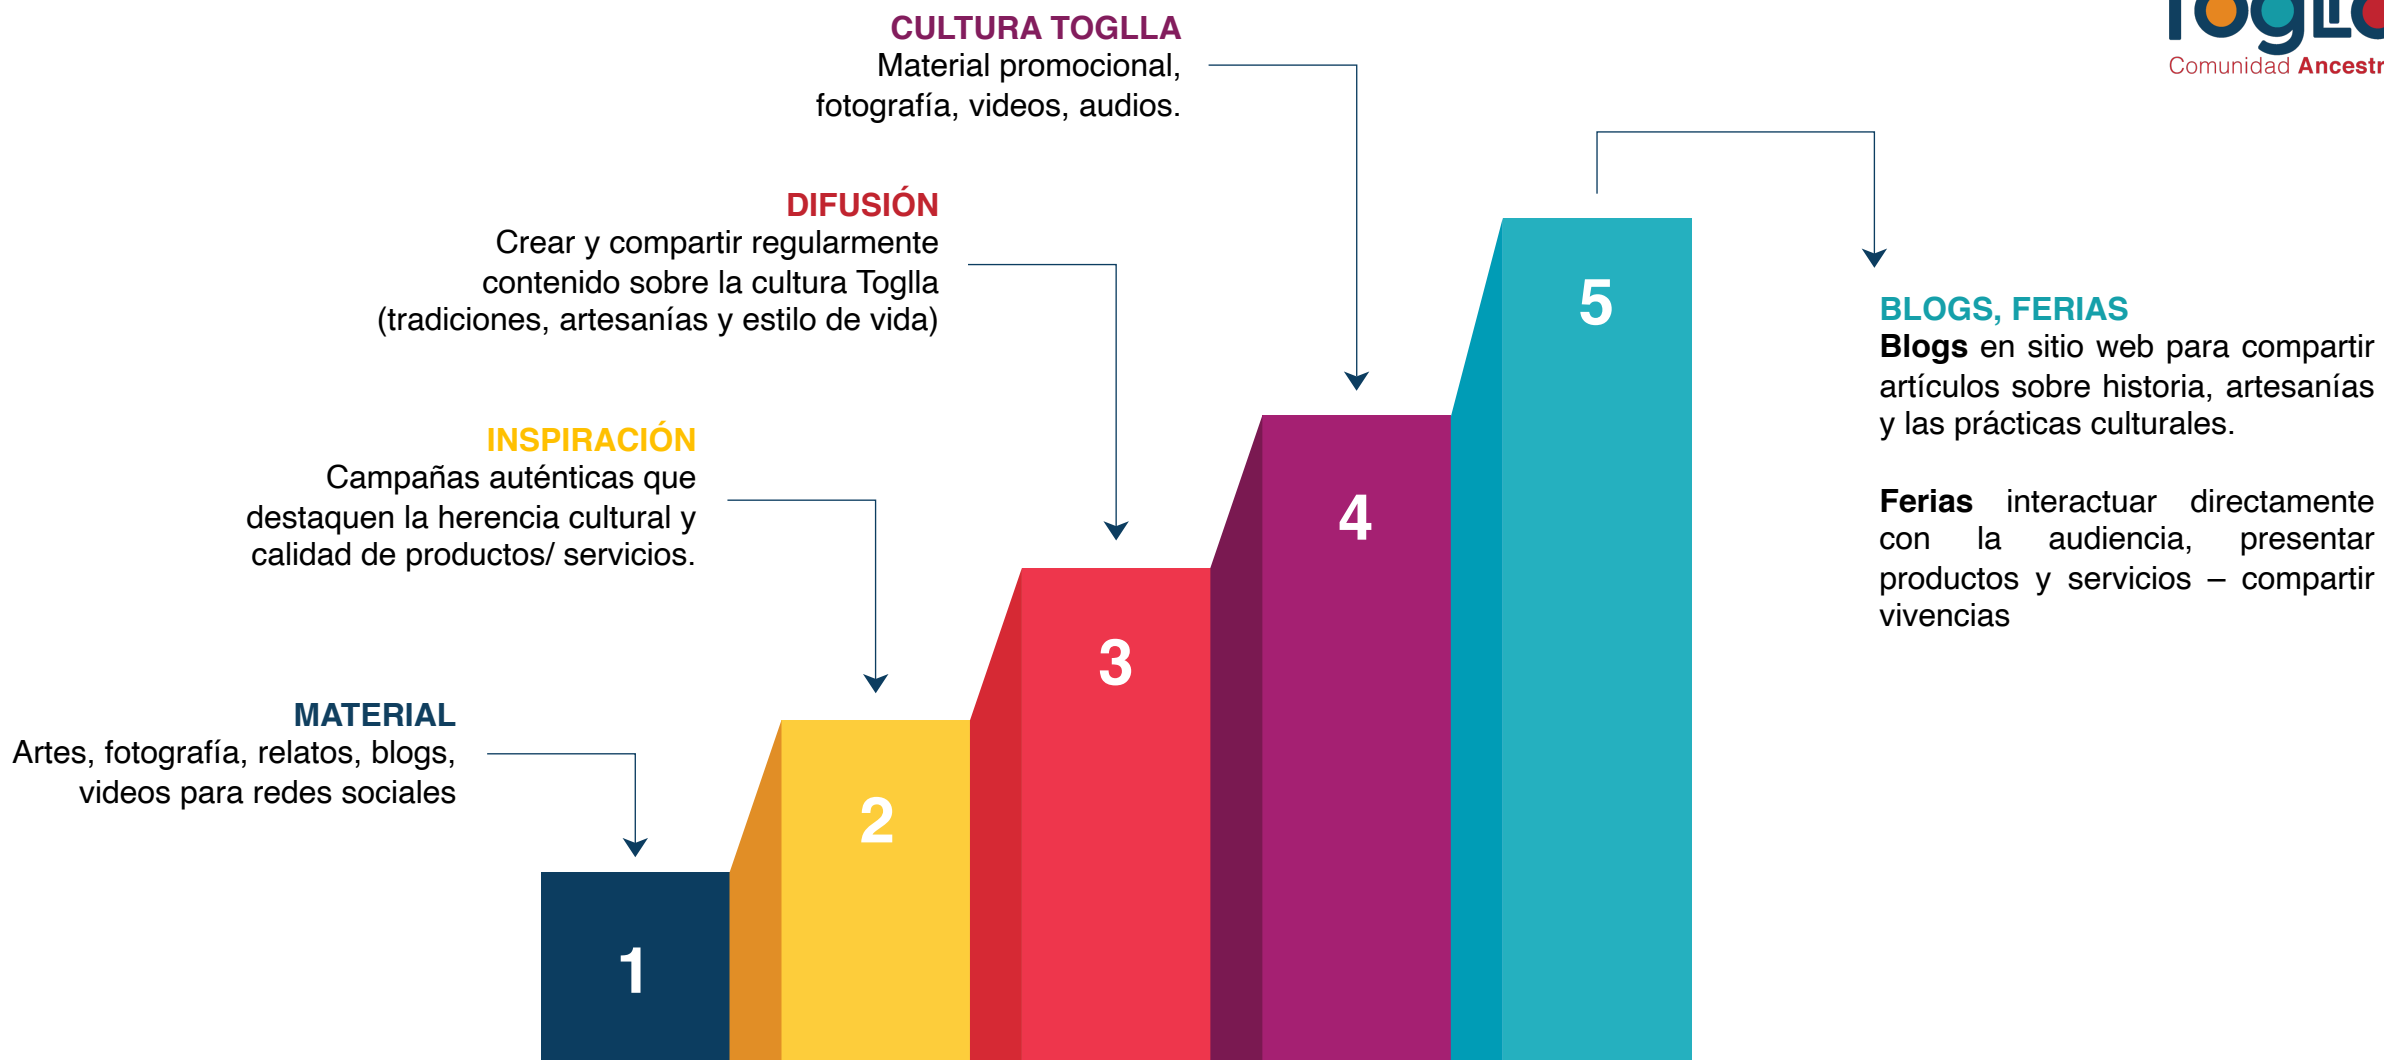 CULTURA TOGLLA
Material promocional,
fotografía, videos, audios.
Comunidad
DIFUSIÓN
Crear y compartir regularmente
contenido sobre la cultura Toglla
(tradiciones, artesanías y estilo de vida)
INSPIRACIÓN
Campañas auténticas que
destaquen la herencia cultural y
calidad de productos/ servicios.
MATERIAL
Artes, fotografía, relatos, blogs,
videos para redes sociales
1
2
3
4
5
BLOGS, FERIAS
Blogs en sitio web para compartir
artículos sobre historia, artesanías
y las prácticas culturales.
Ferias interactuar directamente
con la audiencia, presentar
productos y servicios – compartir
vivencias